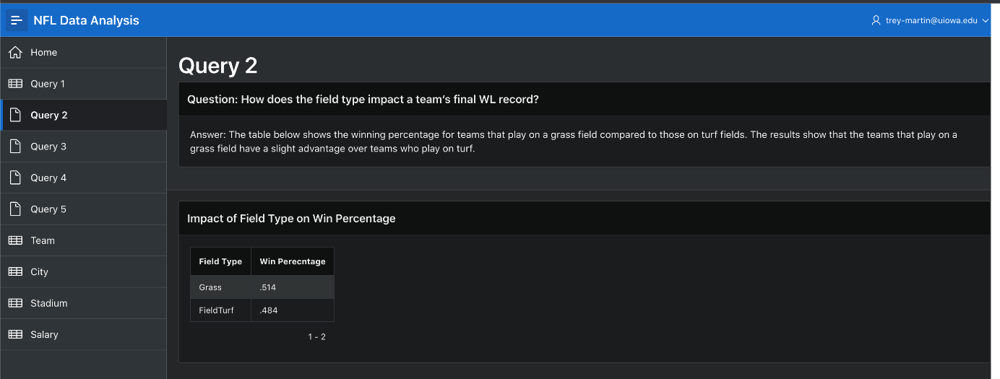 NFL Data Analysis
trey-martin@uiowa.edu
Home
Query 1
Query 2
Query 3
Query 4
Query 5
Team
City
Stadium
Salary
Query 2
Question: How does the field type impact a team's final WL record?
Answer: The table below shows the winning percentage for teams that play on a grass field compared to those on turf fields. The results show that the teams that play on a
grass field have a slight advantage over teams who play on turf.
Impact of Field Type on Win Percentage
Field Type Win Perecntage
Grass .514
FieldTurf .484
1 - 2